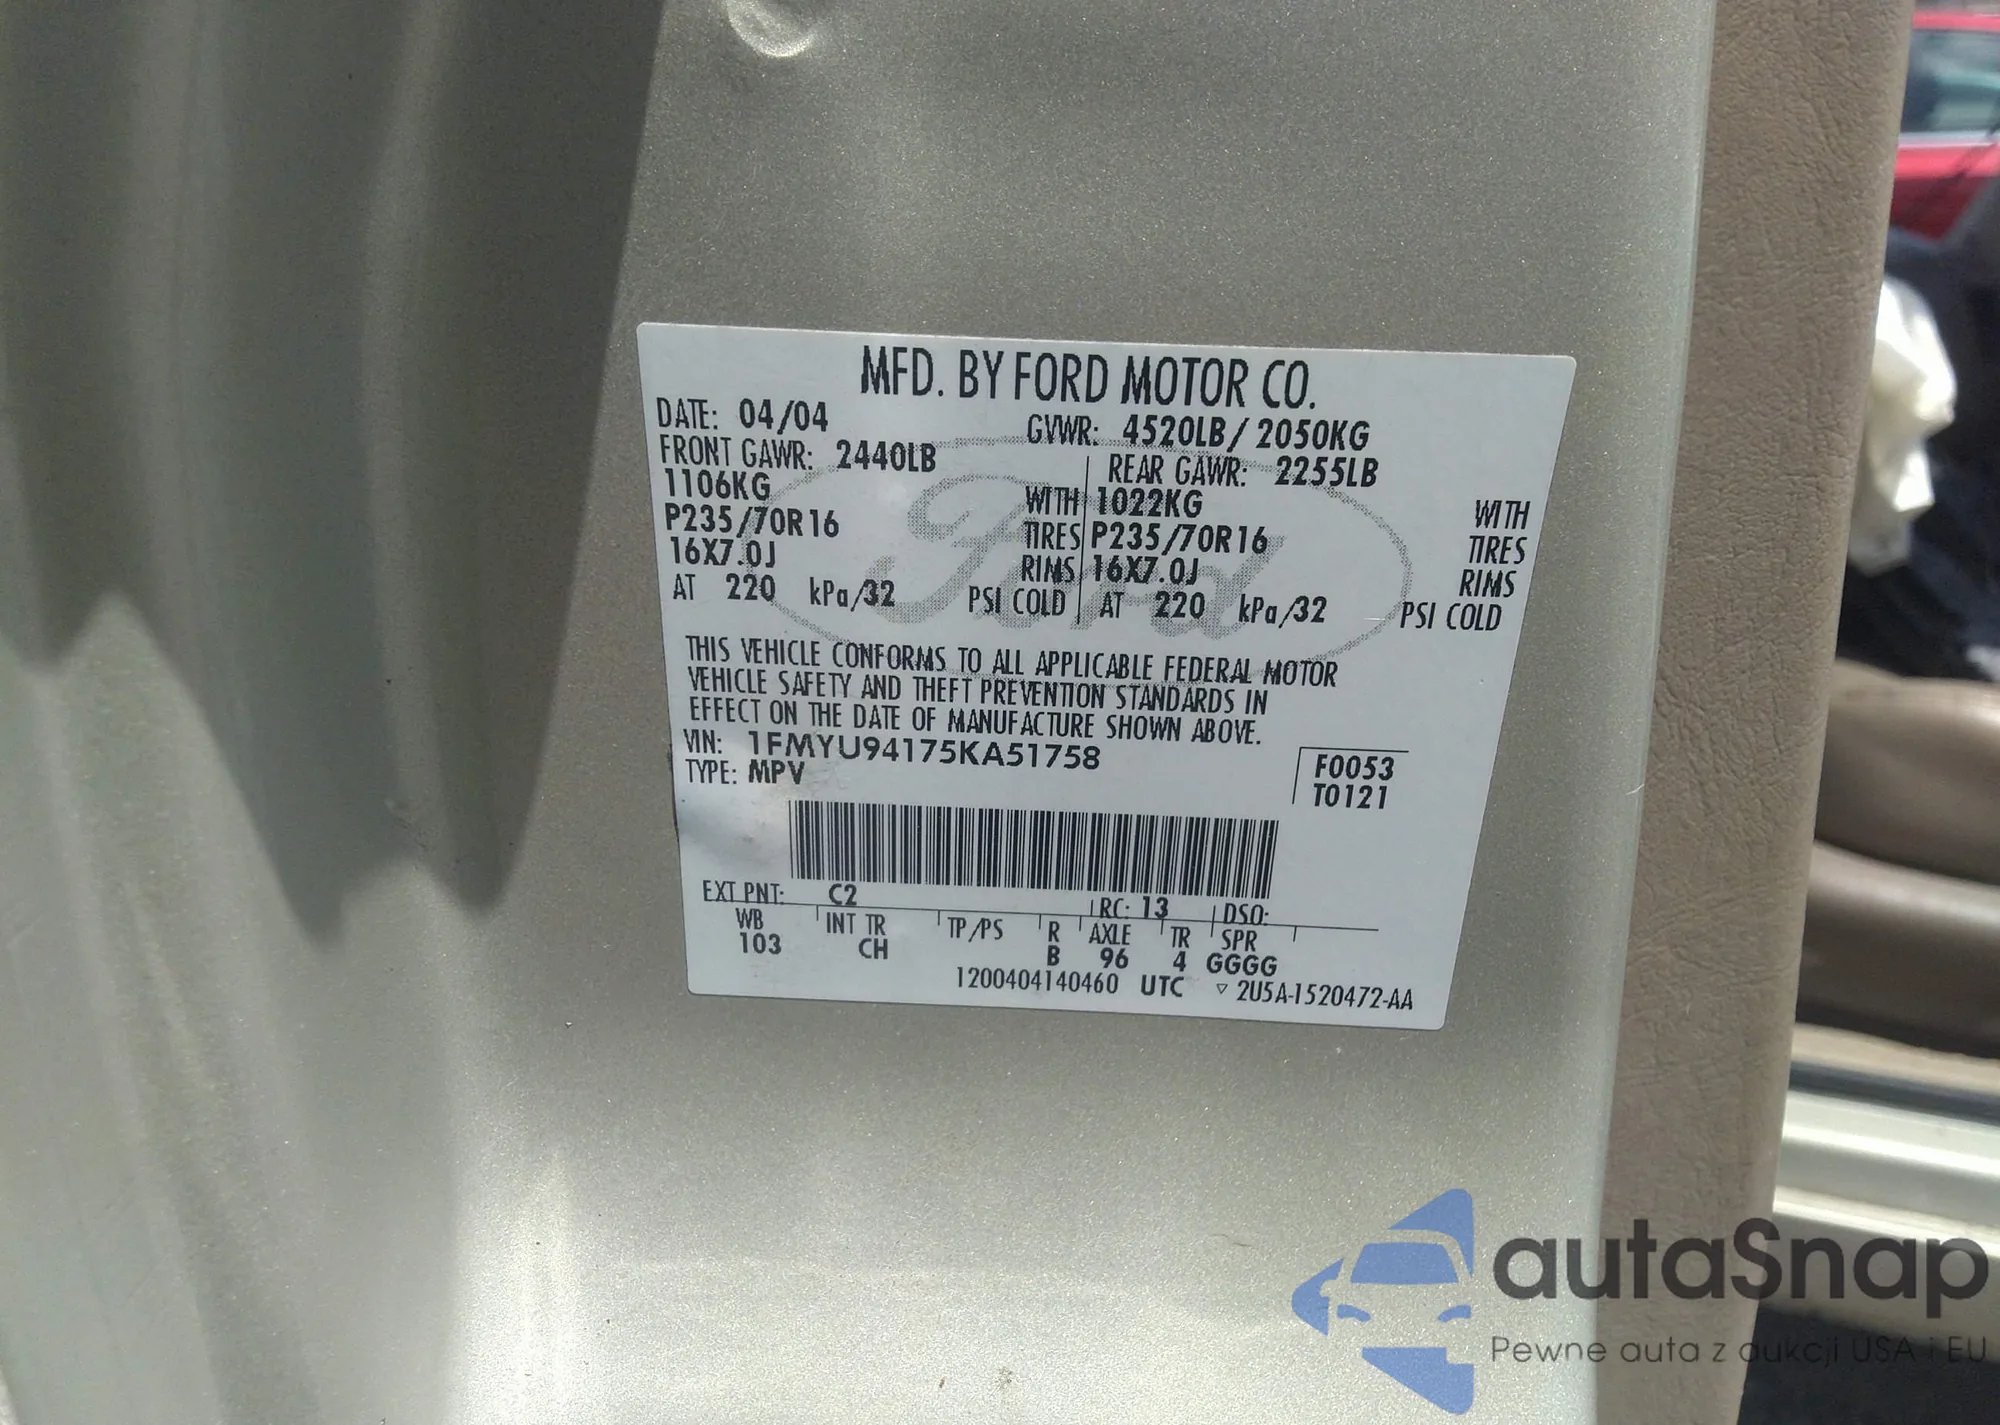 MFD. BY FORD MOTOR CO.
DATE: 04/04 GVWR: 4520LB/ 2050KG
FRONT GAWR: 2440LB REAR GAWR: 2255LB
1106KG WITH 1022KG WITH
P235/70R16 TIRES P235/70R16 TIRES
16X7.0J RIMS 16X7.0J RIMS
AT 220 kPa/32 PSI COLD AT 220 kPa/32 PSI COLD
Ford
THIS VEHICLE CONFORMS TO ALL APPLICABLE FEDERAL MOTOR
VEHICLE SAFETY AND THEFT PREVENTION STANDARDS IN
EFFECT ON THE DATE OF MANUFACTURE SHOWN ABOVE.
VIN: 1FMYU94175KA51758
TYPE: MPV
F0053
T0121
EXT PNT: C2 RC: 13 DSO:
WB INT TR TP/PS R AXLE TR SPR
103 CH B 96 4 GGGG
1200404140460 UTC ▽ 2U5A-1520472-AA
autaSnap
Pewne auta z aukcji USA i EU